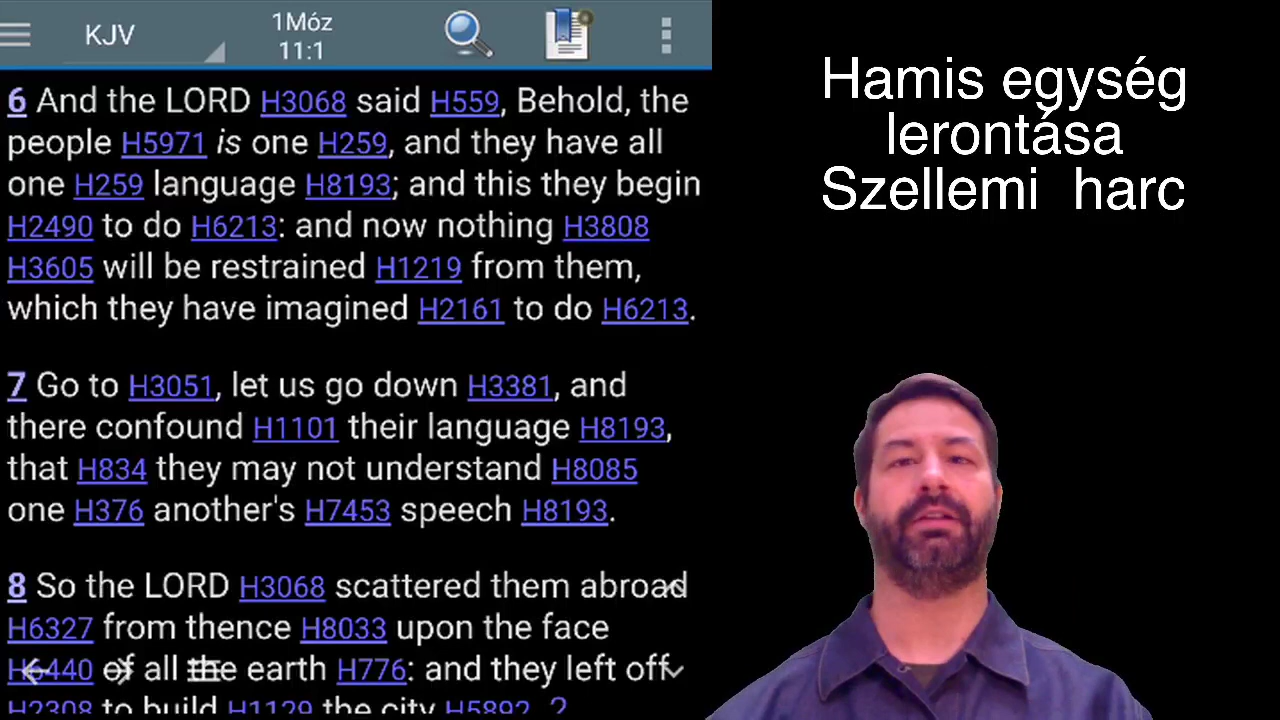 KJV
1Móz
11:1
6 And the LORD H3068 said H559, Behold, the
people H5971 is one H259, and they have all
one H259 language H8193; and this they begin
H2490 to do H6213: and now nothing H3808
H3605 will be restrained H1219 from them,
which they have imagined H2161 to do H6213.
7 Go to H3051, let us go down H3381, and
there confound H1101 their language H8193,
that H834 they may not understand H8085
one H376 another's H7453 speech H8193.
8 So the LORD H3068 scattered them abroad
H6327 from thence H8033 upon the face
H6440 of all the earth H776: and they left off
H2308 to build H1129 the city H5892. ?
Hamis egység
lerontása
Szellemi harc